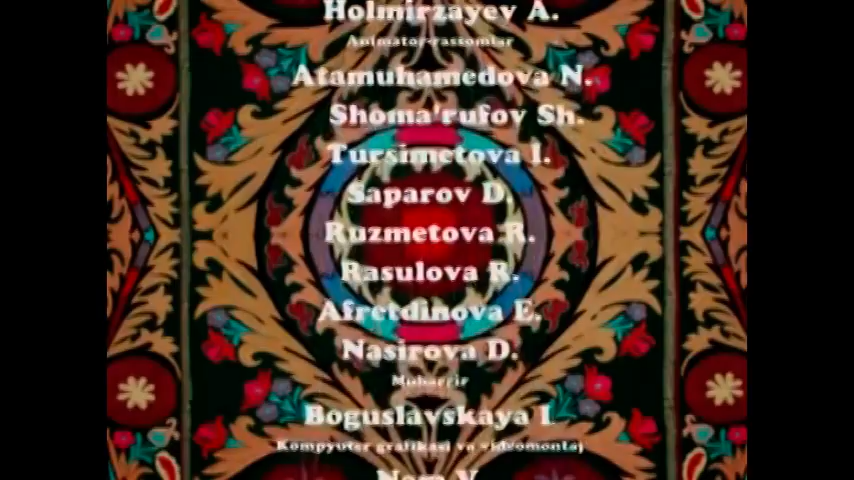 Holmirzayev A.
Animator-rassomlar
Atamuhamedova N.
Shoma'rufov Sh.
Tursimetova I.
Saparov D.
Ruzmetova R.
Rasulova R.
Afretdinova E.
Nasirova D.
Muharrir
Boguslavskaya I.
Kompyuter grafikasi va videomontaj